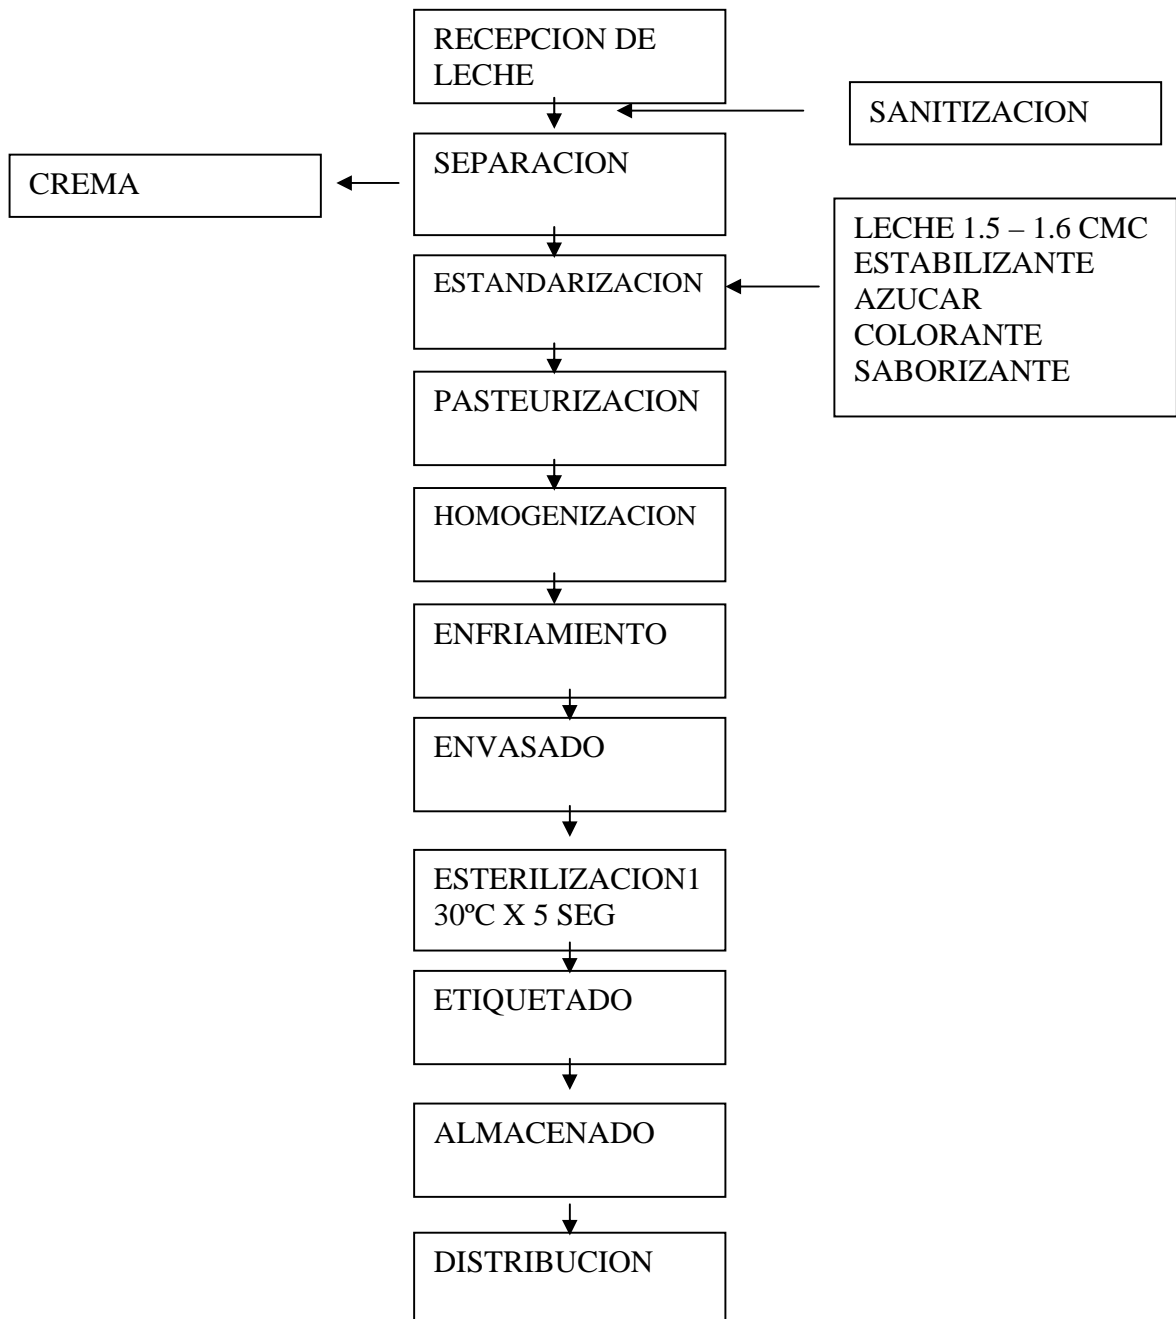 RECEPCION DE
LECHE
SANITIZACION
SEPARACION
CREMA
LECHE 1.5 – 1.6 CMC
ESTABILIZANTE
AZUCAR
COLORANTE
SABORIZANTE
ESTANDARIZACION
PASTEURIZACION
HOMOGENIZACION
ENFRIAMIENTO
ENVASADO
ESTERILIZACION1
30ºC X 5 SEG
ETIQUETADO
ALMACENADO
DISTRIBUCION